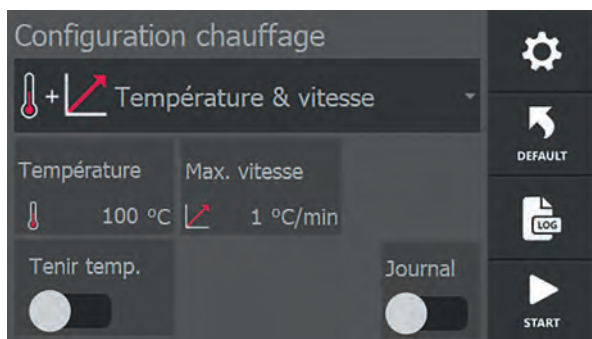 Configuration chauffage
+ Température & vitesse
DEFAULT
Température
Max. vitesse
100 °C
1 °C/min
LOG
Tenir temp.
Journal
START